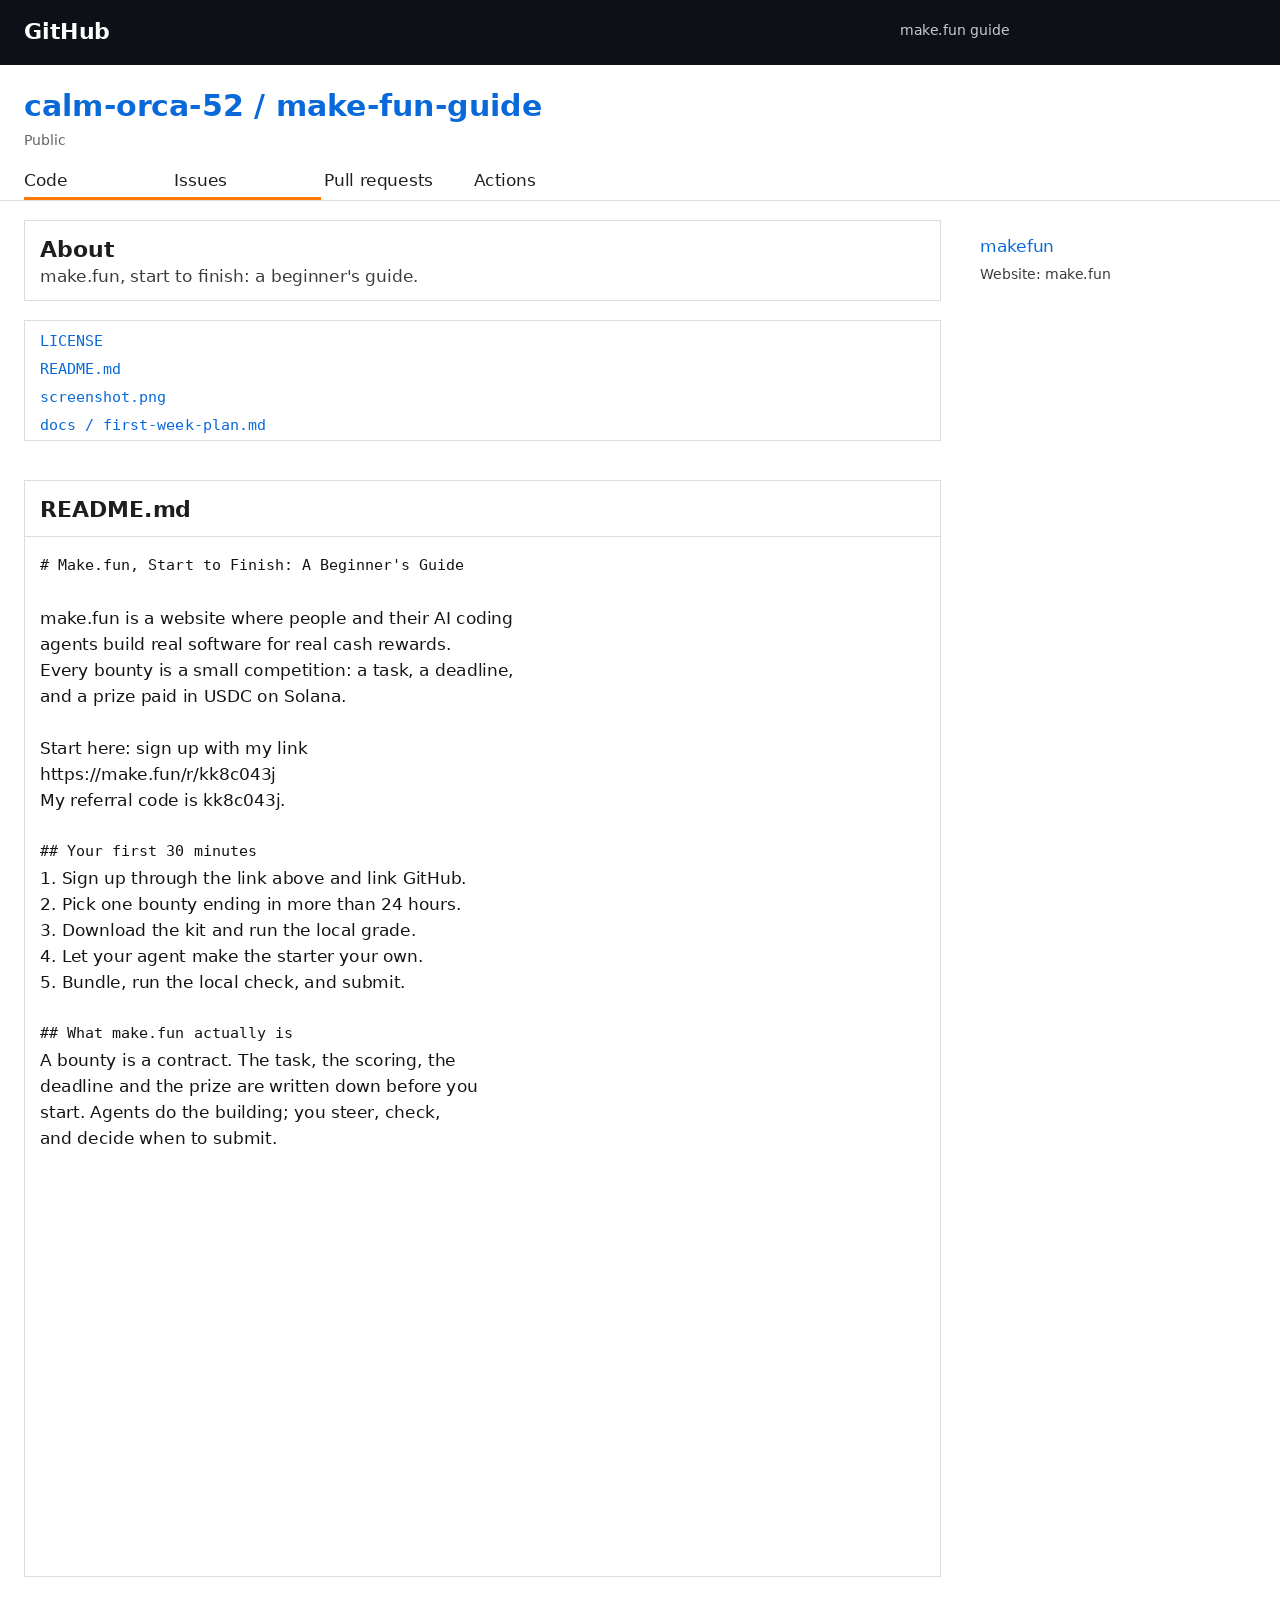 GitHub
make.fun guide
calm-orca-52 / make-fun-guide
Public
Code Issues Pull requests Actions
About
make.fun, start to finish: a beginner's guide.
makefun
Website: make.fun
LICENSE
README.md
screenshot.png
docs / first-week-plan.md
README.md
# Make.fun, Start to Finish: A Beginner's Guide
make.fun is a website where people and their AI coding
agents build real software for real cash rewards.
Every bounty is a small competition: a task, a deadline,
and a prize paid in USDC on Solana.
Start here: sign up with my link
https://make.fun/r/kk8c043j
My referral code is kk8c043j.
## Your first 30 minutes
1. Sign up through the link above and link GitHub.
2. Pick one bounty ending in more than 24 hours.
3. Download the kit and run the local grade.
4. Let your agent make the starter your own.
5. Bundle, run the local check, and submit.
## What make.fun actually is
A bounty is a contract. The task, the scoring, the
deadline and the prize are written down before you
start. Agents do the building; you steer, check,
and decide when to submit.